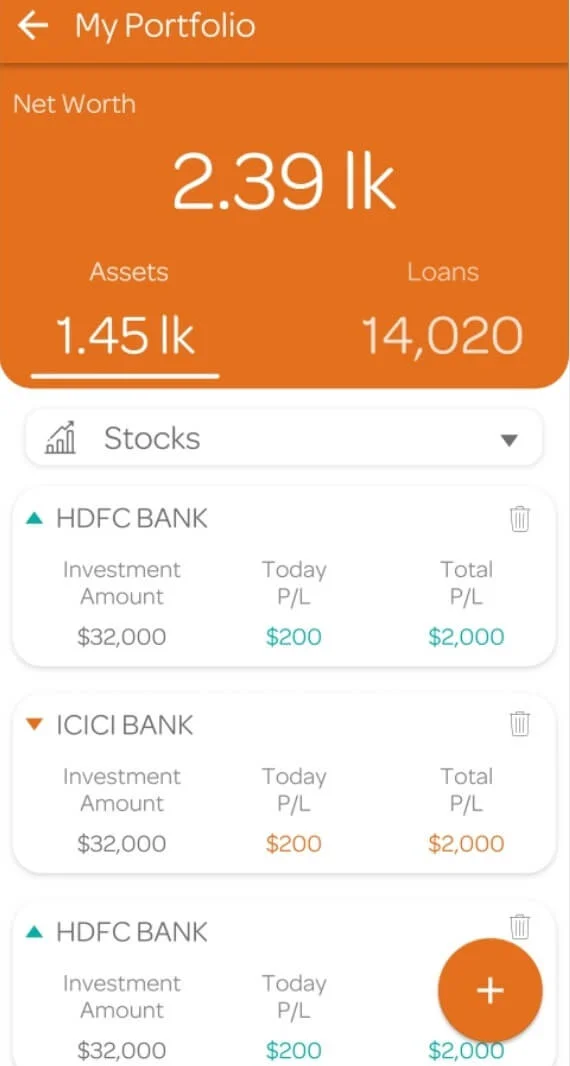 My Portfolio
Net Worth
2.39 lk
Assets Loans
1.45 lk 14,020
Stocks
HDFC BANK
Investment Today Total
Amount P/L P/L
$32,000 $200 $2,000
ICICI BANK
Investment Today Total
Amount P/L P/L
$32,000 $200 $2,000
HDFC BANK
Investment Today
Amount P/L
$32,000 $200 $2,000